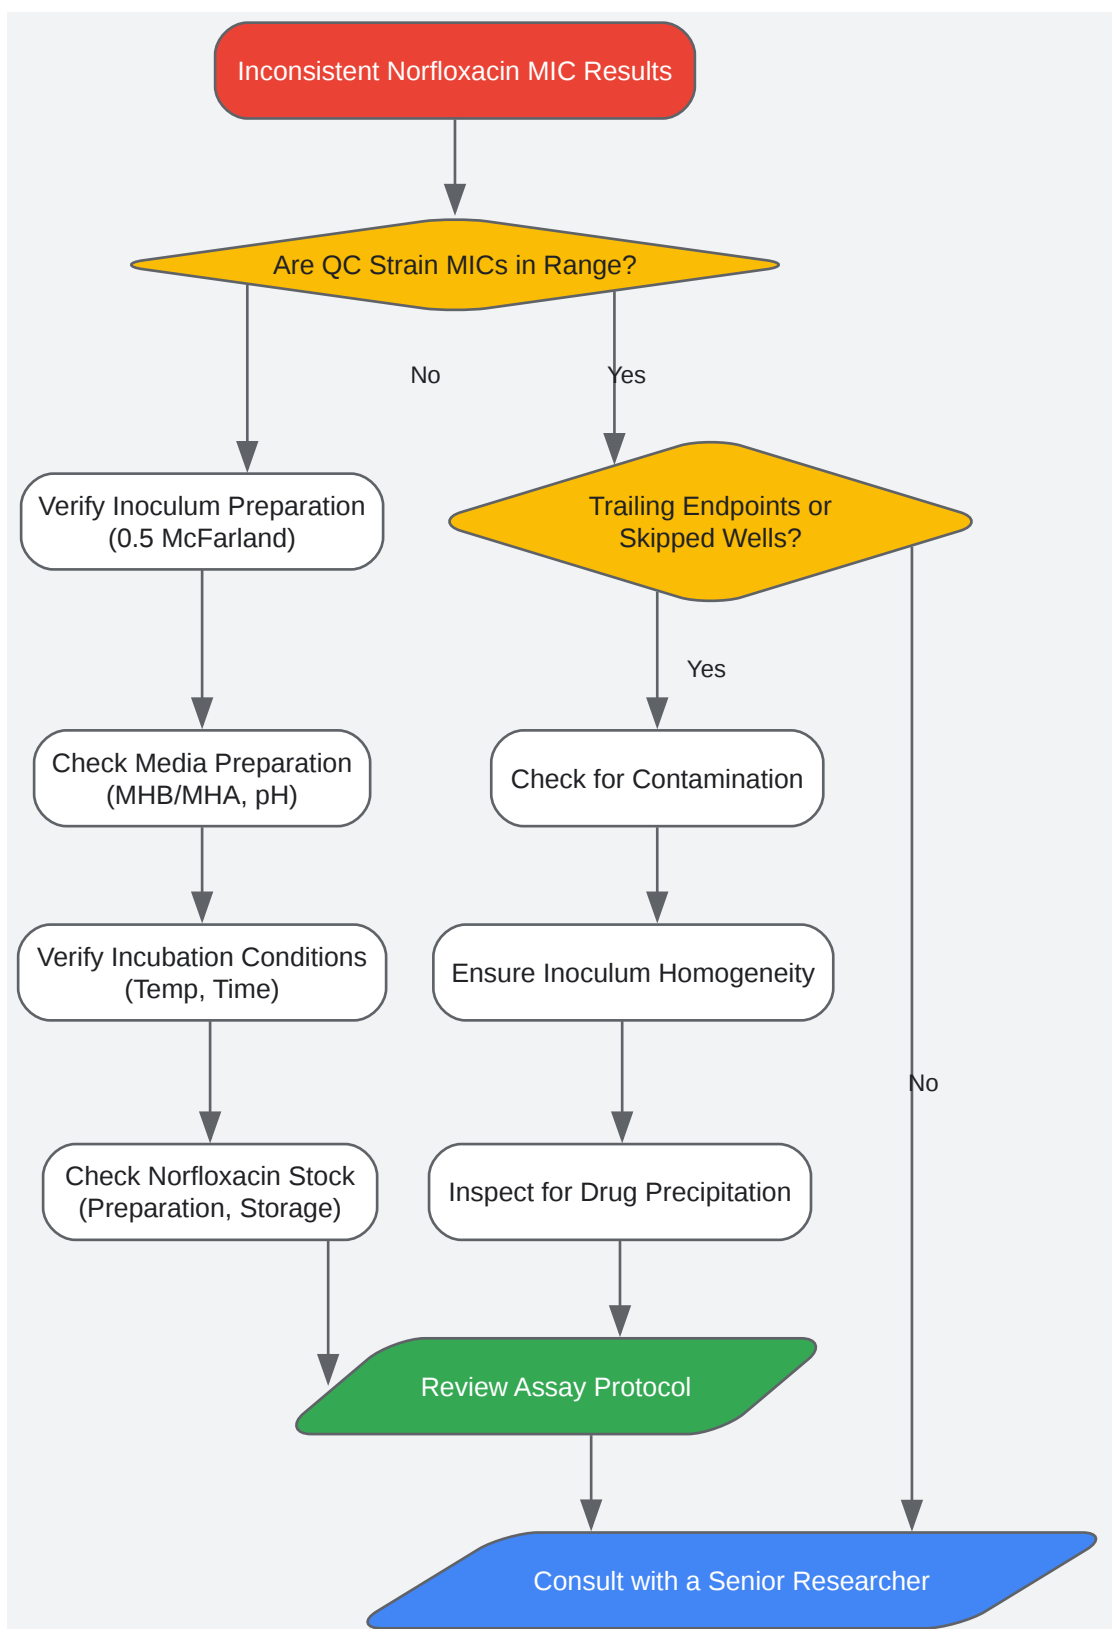 Inconsistent Norfloxacin MIC Results
Are QC Strain MICs in Range?
No
Yes
Verify Inoculum Preparation
(0.5 McFarland)
Trailing Endpoints or
Skipped Wells?
Yes
Check Media Preparation
(MHB/MHA, pH)
Check for Contamination
Verify Incubation Conditions
(Temp, Time)
Ensure Inoculum Homogeneity
No
Check Norfloxacin Stock
(Preparation, Storage)
Inspect for Drug Precipitation
Review Assay Protocol
Consult with a Senior Researcher